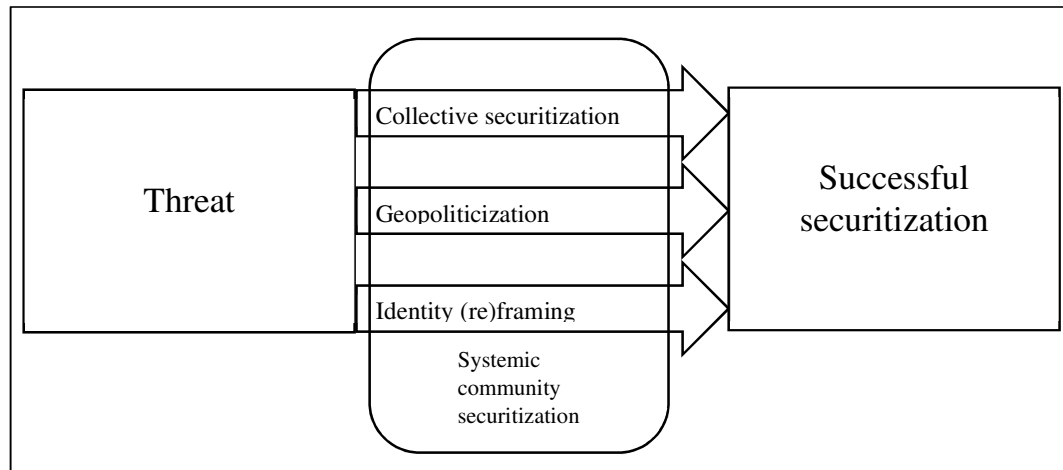 Collective securitization
Threat
Geopoliticization
Successful
securitization
Identity (re)framing
Systemic
community
securitization